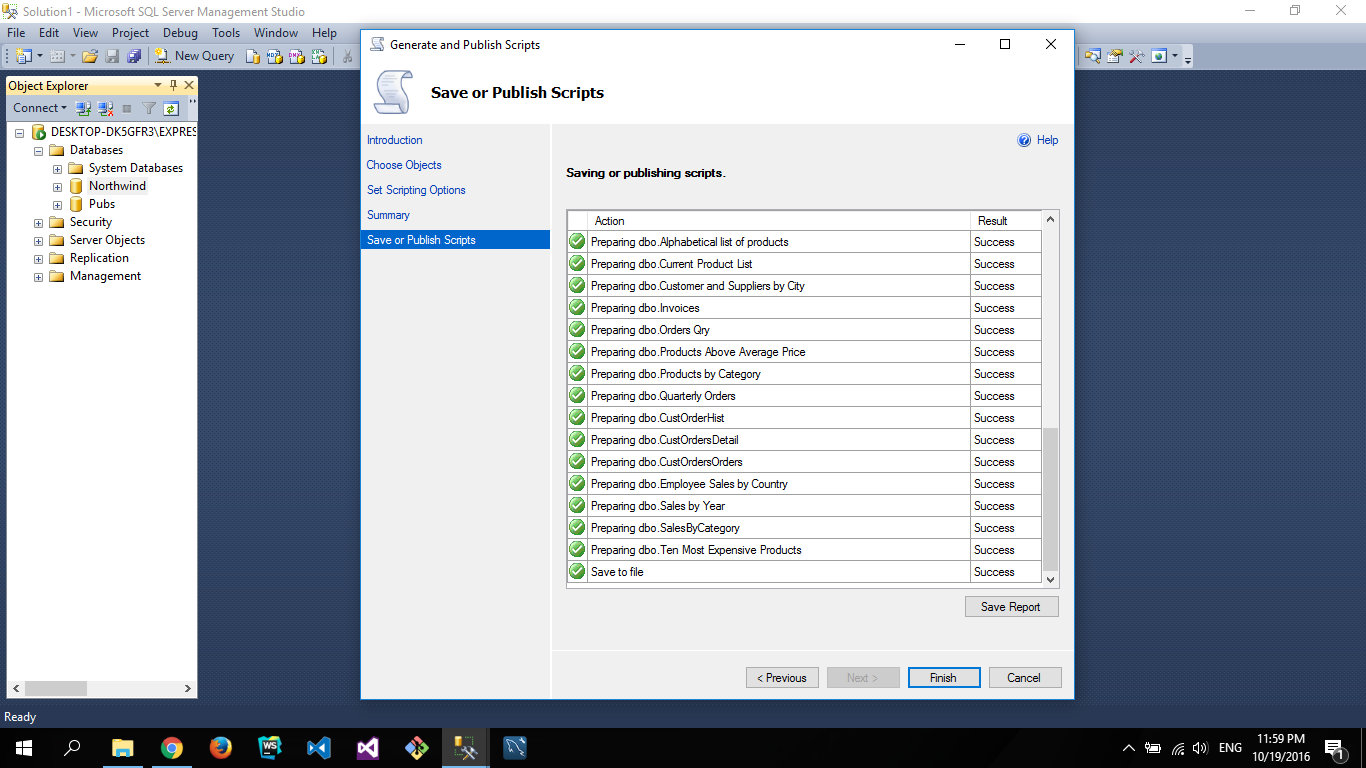 Solution1 - Microsoft SQL Server Management Studio
File Edit View Project Debug Tools Window Help
New Query
Object Explorer
Connect
DESKTOP-DK5GFR3\EXPRES
Databases
System Databases
Northwind
Pubs
Security
Server Objects
Replication
Management
Ready
Generate and Publish Scripts
Save or Publish Scripts
Introduction
Choose Objects
Set Scripting Options
Summary
Save or Publish Scripts
Help
Saving or publishing scripts.
Action Result
Preparing dbo.Alphabetical list of products Success
Preparing dbo.Current Product List Success
Preparing dbo.Customer and Suppliers by City Success
Preparing dbo.Invoices Success
Preparing dbo.Orders Qry Success
Preparing dbo.Products Above Average Price Success
Preparing dbo.Products by Category Success
Preparing dbo.Quarterly Orders Success
Preparing dbo.CustOrderHist Success
Preparing dbo.CustOrdersDetail Success
Preparing dbo.CustOrdersOrders Success
Preparing dbo.Employee Sales by Country Success
Preparing dbo.Sales by Year Success
Preparing dbo.SalesByCategory Success
Preparing dbo.Ten Most Expensive Products Success
Save to file Success
Save Report
< Previous Next > Finish Cancel
WS
ENG
11:59 PM
10/19/2016
1